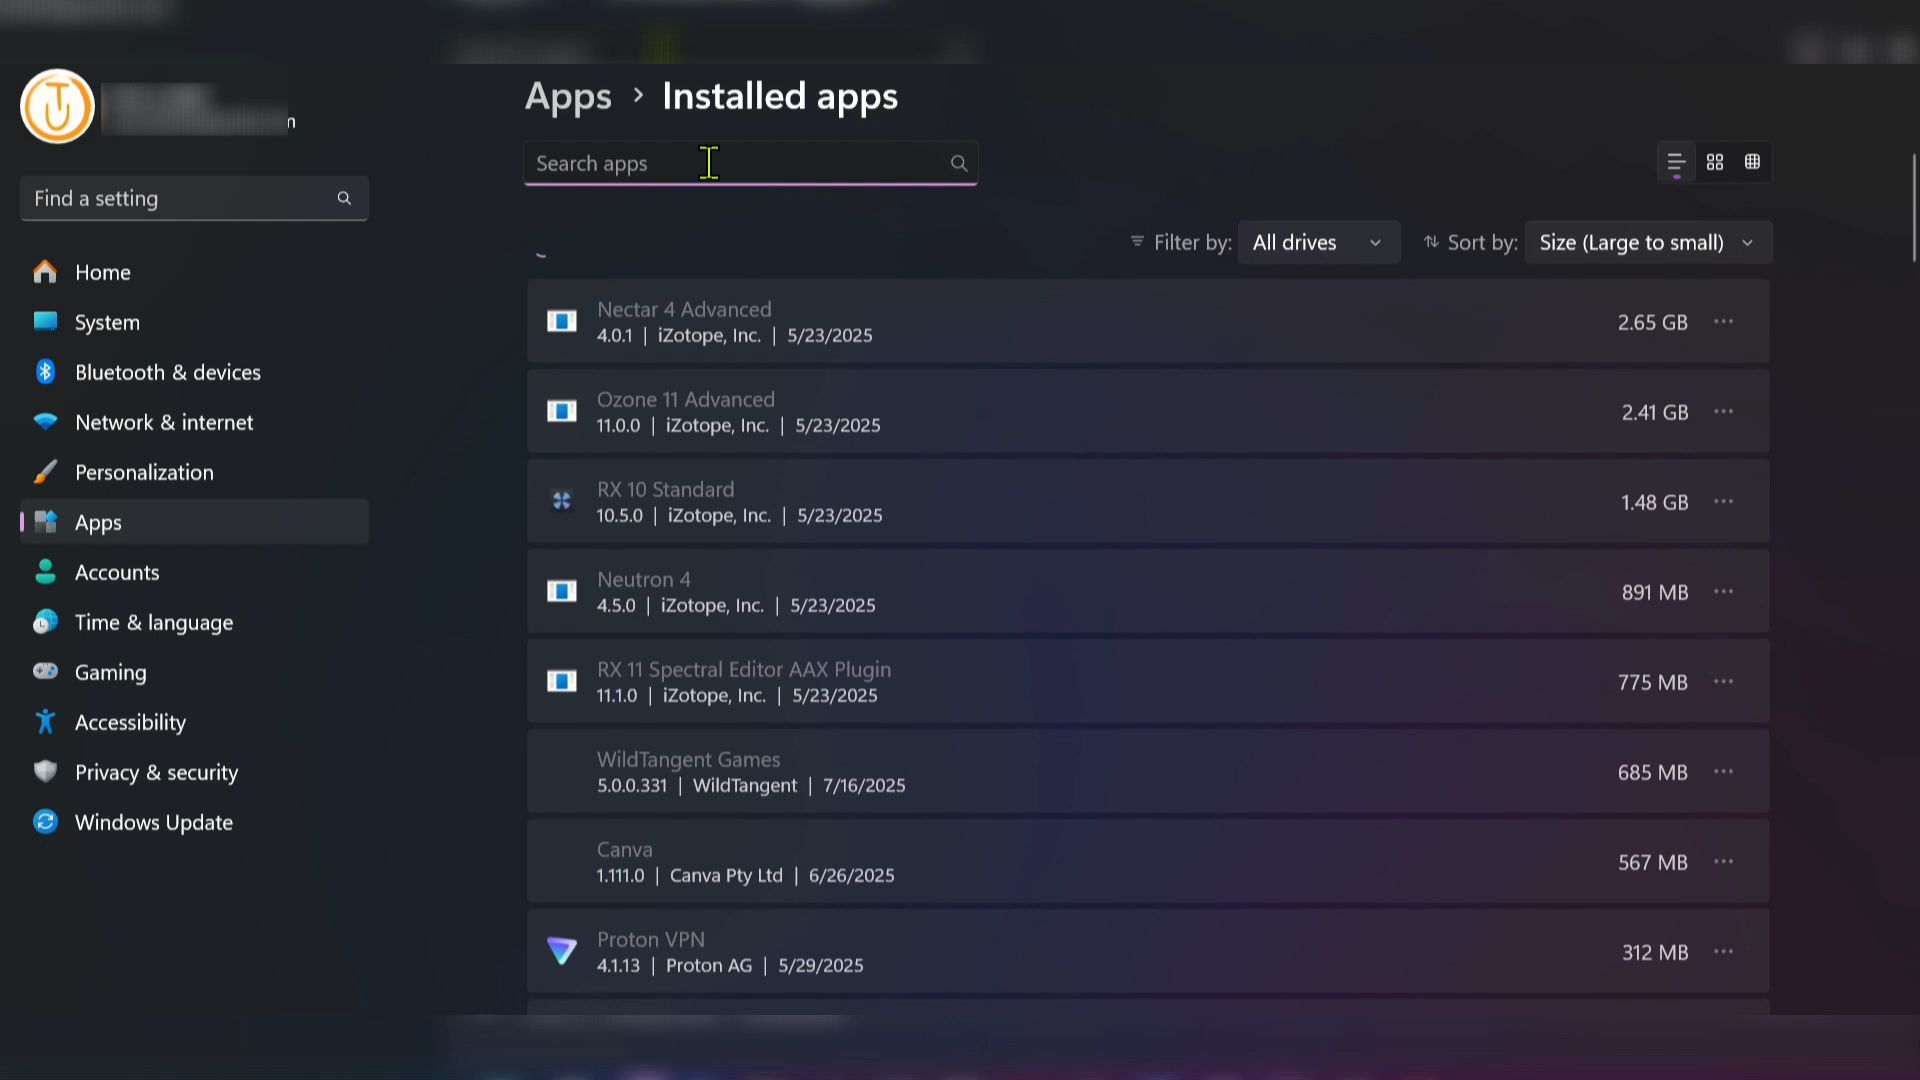 Apps > Installed apps
Search apps
Find a setting
Filter by: All drives
Sort by: Size (Large to small)
Home
System
Bluetooth & devices
Network & internet
Personalization
Apps
Accounts
Time & language
Gaming
Accessibility
Privacy & security
Windows Update
Nectar 4 Advanced
4.0.1 | iZotope, Inc. | 5/23/2025
2.65 GB
Ozone 11 Advanced
11.0.0 | iZotope, Inc. | 5/23/2025
2.41 GB
RX 10 Standard
10.5.0 | iZotope, Inc. | 5/23/2025
1.48 GB
Neutron 4
4.5.0 | iZotope, Inc. | 5/23/2025
891 MB
RX 11 Spectral Editor AAX Plugin
11.1.0 | iZotope, Inc. | 5/23/2025
775 MB
WildTangent Games
5.0.0.331 | WildTangent | 7/16/2025
685 MB
Canva
1.111.0 | Canva Pty Ltd | 6/26/2025
567 MB
Proton VPN
4.1.13 | Proton AG | 5/29/2025
312 MB